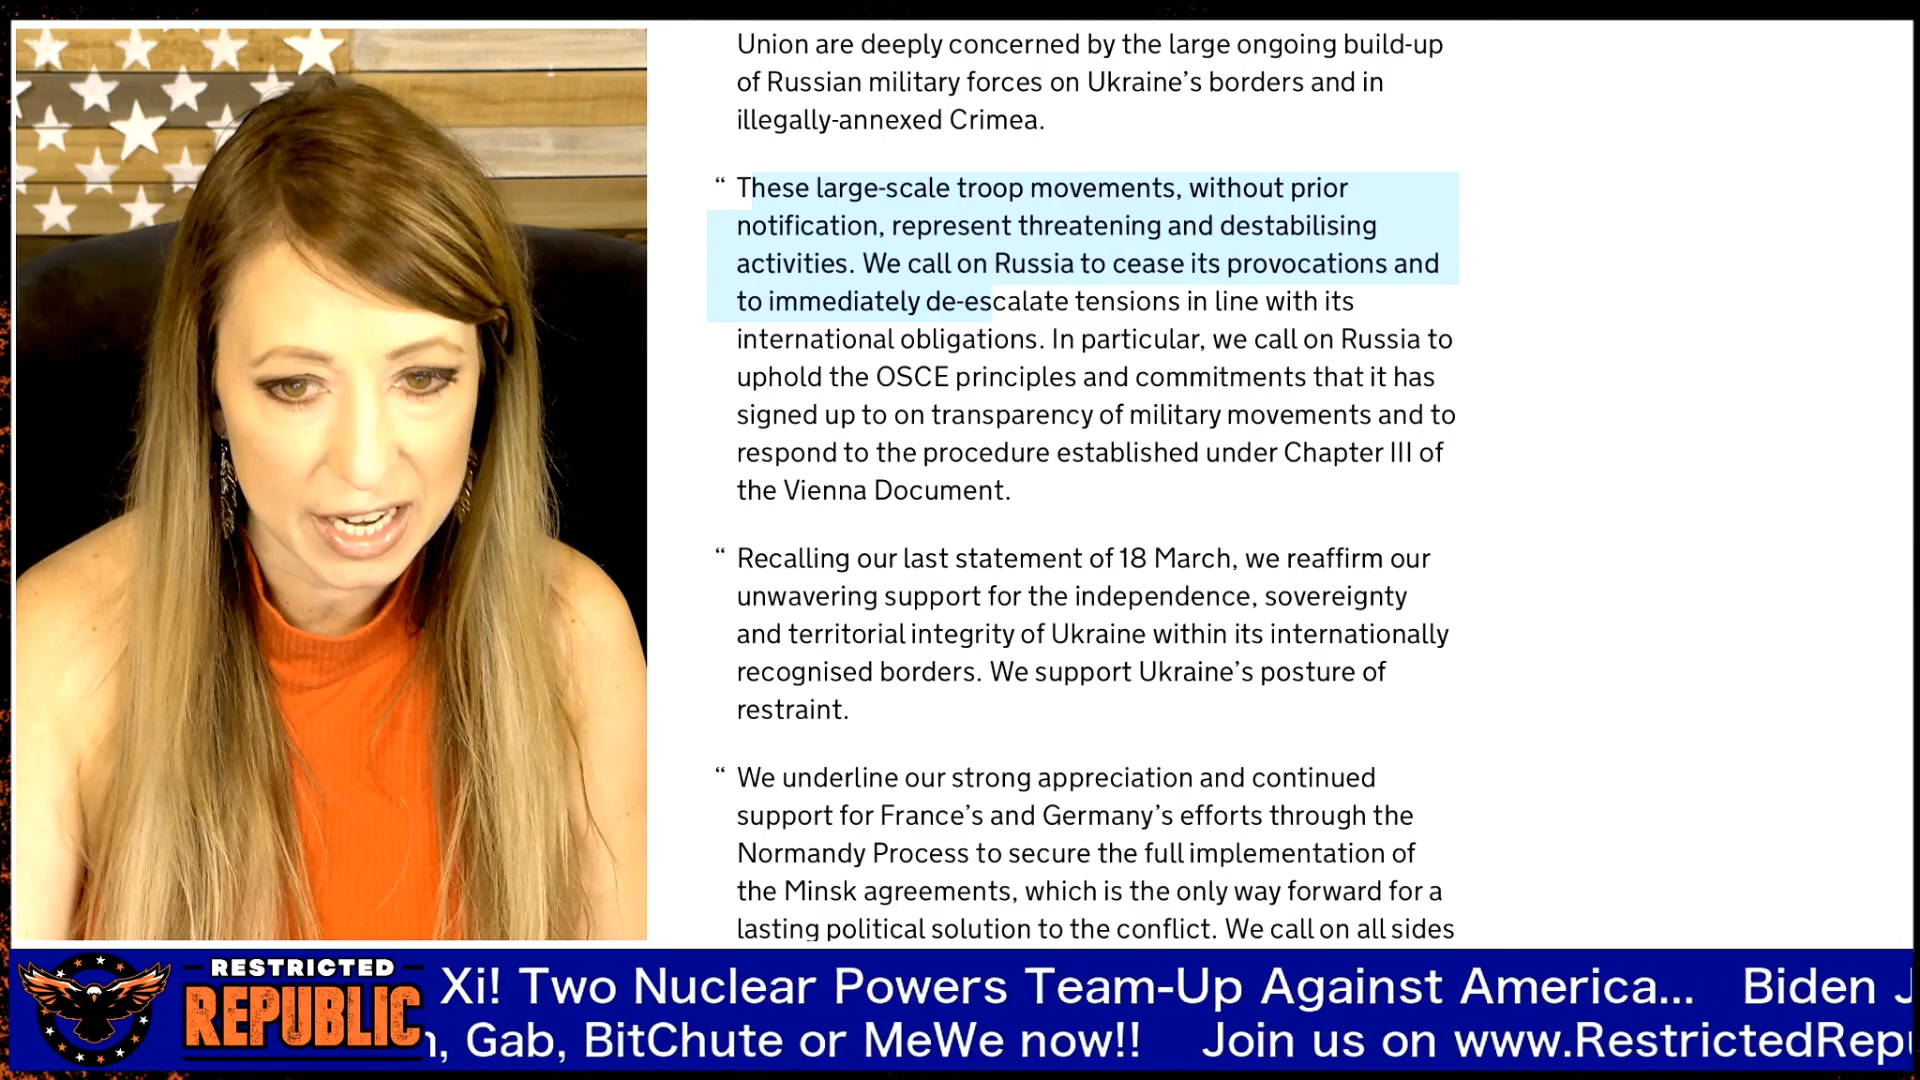 Union are deeply concerned by the large ongoing build-up
of Russian military forces on Ukraine’s borders and in
illegally-annexed Crimea.
“ These large-scale troop movements, without prior
notification, represent threatening and destabilising
activities. We call on Russia to cease its provocations and
to immediately de-escalate tensions in line with its
international obligations. In particular, we call on Russia to
uphold the OSCE principles and commitments that it has
signed up to on transparency of military movements and to
respond to the procedure established under Chapter III of
the Vienna Document.
“ Recalling our last statement of 18 March, we reaffirm our
unwavering support for the independence, sovereignty
and territorial integrity of Ukraine within its internationally
recognised borders. We support Ukraine’s posture of
restraint.
“ We underline our strong appreciation and continued
support for France’s and Germany’s efforts through the
Normandy Process to secure the full implementation of
the Minsk agreements, which is the only way forward for a
lasting political solution to the conflict. We call on all sides
RESTRICTED
REPUBLIC
Xi! Two Nuclear Powers Team-Up Against America... Biden J
, Gab, BitChute or MeWe now!! Join us on www.RestrictedRepu